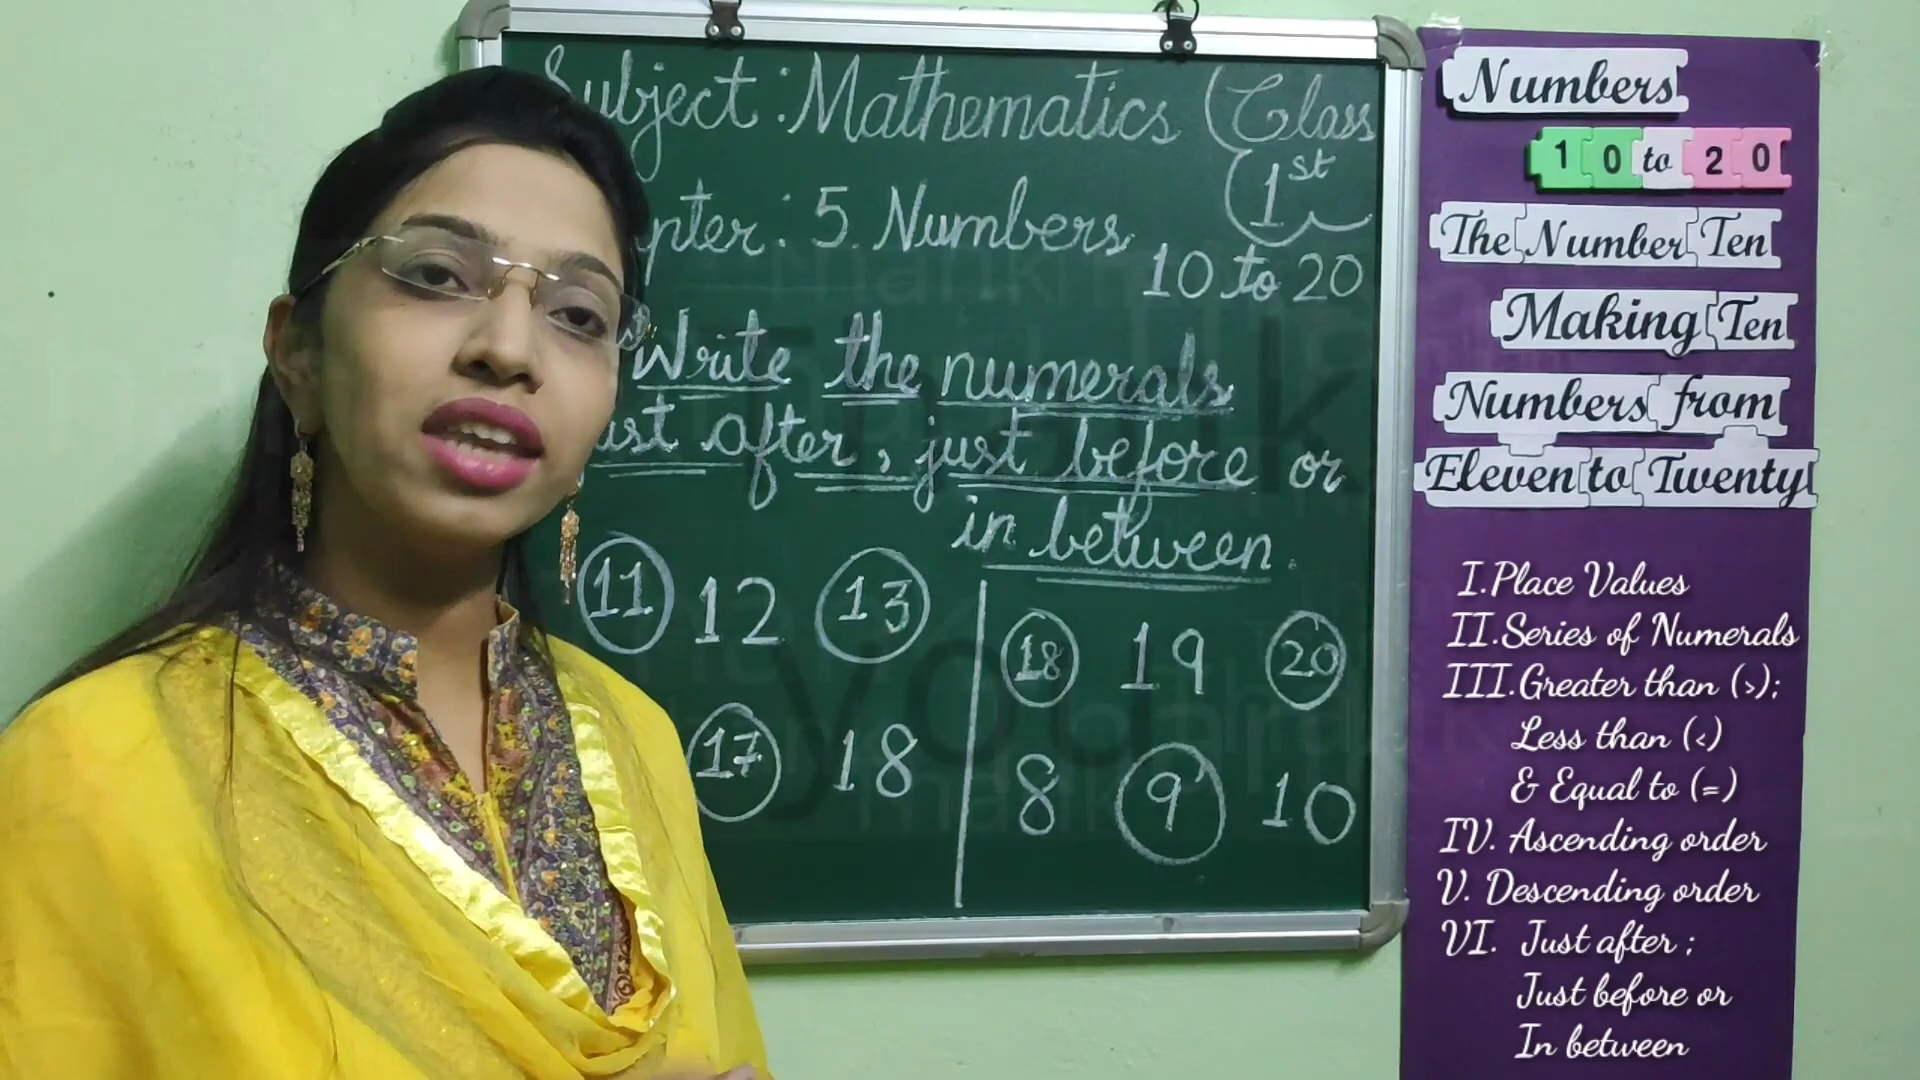 Subject : Mathematics (Class
1st
pter : 5. Numbers
10 to 20
Write the numerals
ust after, just before or
in between.
11 12 13
18 19 20
17 18
8 9 10
Numbers
10 to 20
The Number Ten
Making Ten
Numbers from
Eleven to Twenty
I. Place Values
II. Series of Numerals
III. Greater than (>);
Less than (<)
& Equal to (=)
IV. Ascending order
V. Descending order
VI. Just after ;
Just before or
In between
Thank
you